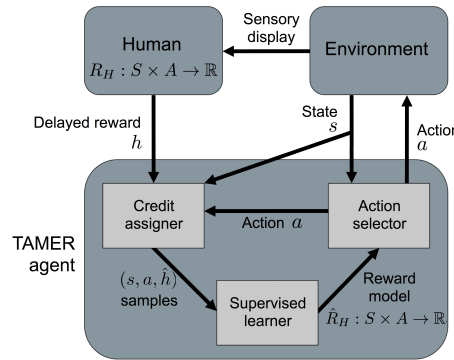 Human
R_H : S × A → ℝ
Sensory
display
Environment
Delayed reward
h
State
s
Action
a
TAMER
agent
Credit
assigner
Action a
Action
selector
(s, a, ĥ)
samples
Supervised
learner
Reward
model
R̂_H : S × A → ℝ